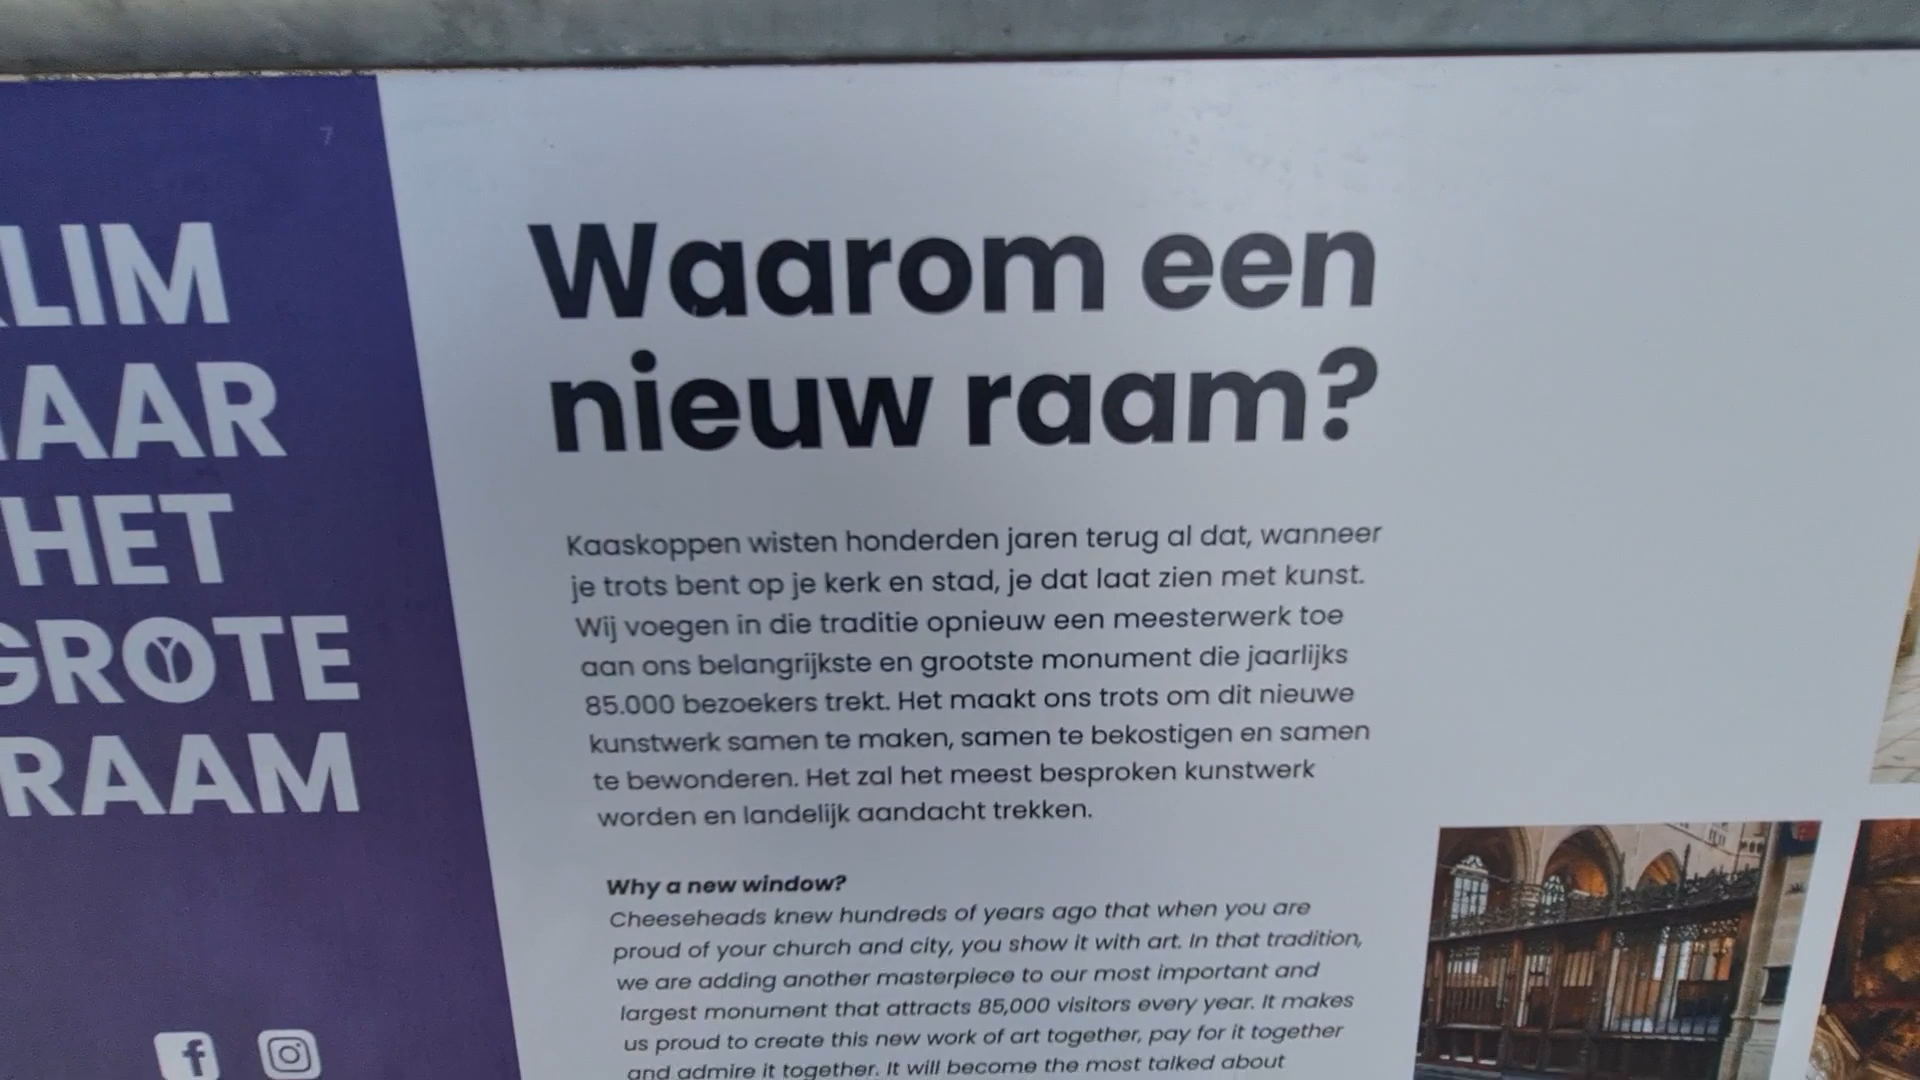 LIM
AAR
HET
GROTE
RAAM
Waarom een
nieuw raam?
Kaaskoppen wisten honderden jaren terug al dat, wanneer
je trots bent op je kerk en stad, je dat laat zien met kunst.
Wij voegen in die traditie opnieuw een meesterwerk toe
aan ons belangrijkste en grootste monument die jaarlijks
85.000 bezoekers trekt. Het maakt ons trots om dit nieuwe
kunstwerk samen te maken, samen te bekostigen en samen
te bewonderen. Het zal het meest besproken kunstwerk
worden en landelijk aandacht trekken.
Why a new window?
Cheeseheads knew hundreds of years ago that when you are
proud of your church and city, you show it with art. In that tradition,
we are adding another masterpiece to our most important and
largest monument that attracts 85,000 visitors every year. It makes
us proud to create this new work of art together, pay for it together
and admire it together. It will become the most talked about